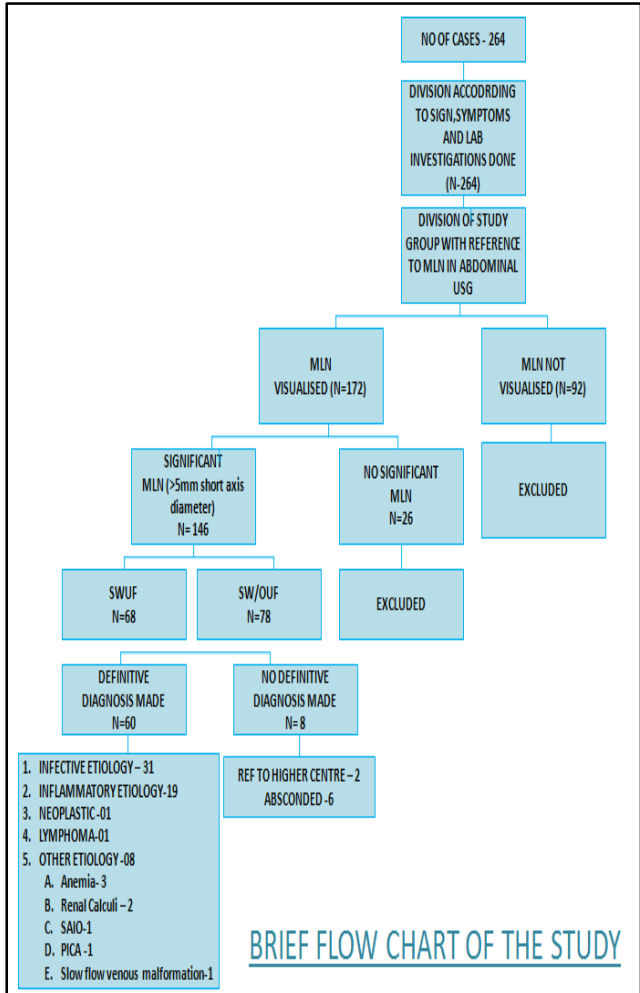 NO OF CASES - 264
DIVISION ACCODRDING
TO SIGN,SYMPTOMS
AND LAB
INVESTIGATIONS DONE
(N-264)
DIVISION OF STUDY
GROUP WITH REFERENCE
TO MLN IN ABDOMINAL
USG
MLN
VISUALISED (N=172)
MLN NOT
VISUALISED (N=92)
SIGNIFICANT
MLN (>5mm short axis
diameter)
N= 146
NO SIGNIFICANT
MLN
N=26
EXCLUDED
SWUF
N=68
SW/OUF
N=78
EXCLUDED
DEFINITIVE
DIAGNOSIS MADE
N=60
NO DEFINITIVE
DIAGNOSIS MADE
N= 8
1. INFECTIVE ETIOLOGY – 31
2. INFLAMMATORY ETIOLOGY-19
3. NEOPLASTIC-01
4. LYMPHOMA-01
5. OTHER ETIOLOGY -08
A. Anemia- 3
B. Renal Calculi – 2
C. SAIO-1
D. PICA -1
E. Slow flow venous malformation-1
REF TO HIGHER CENTRE – 2
ABSCONDED -6
BRIEF FLOW CHART OF THE STUDY